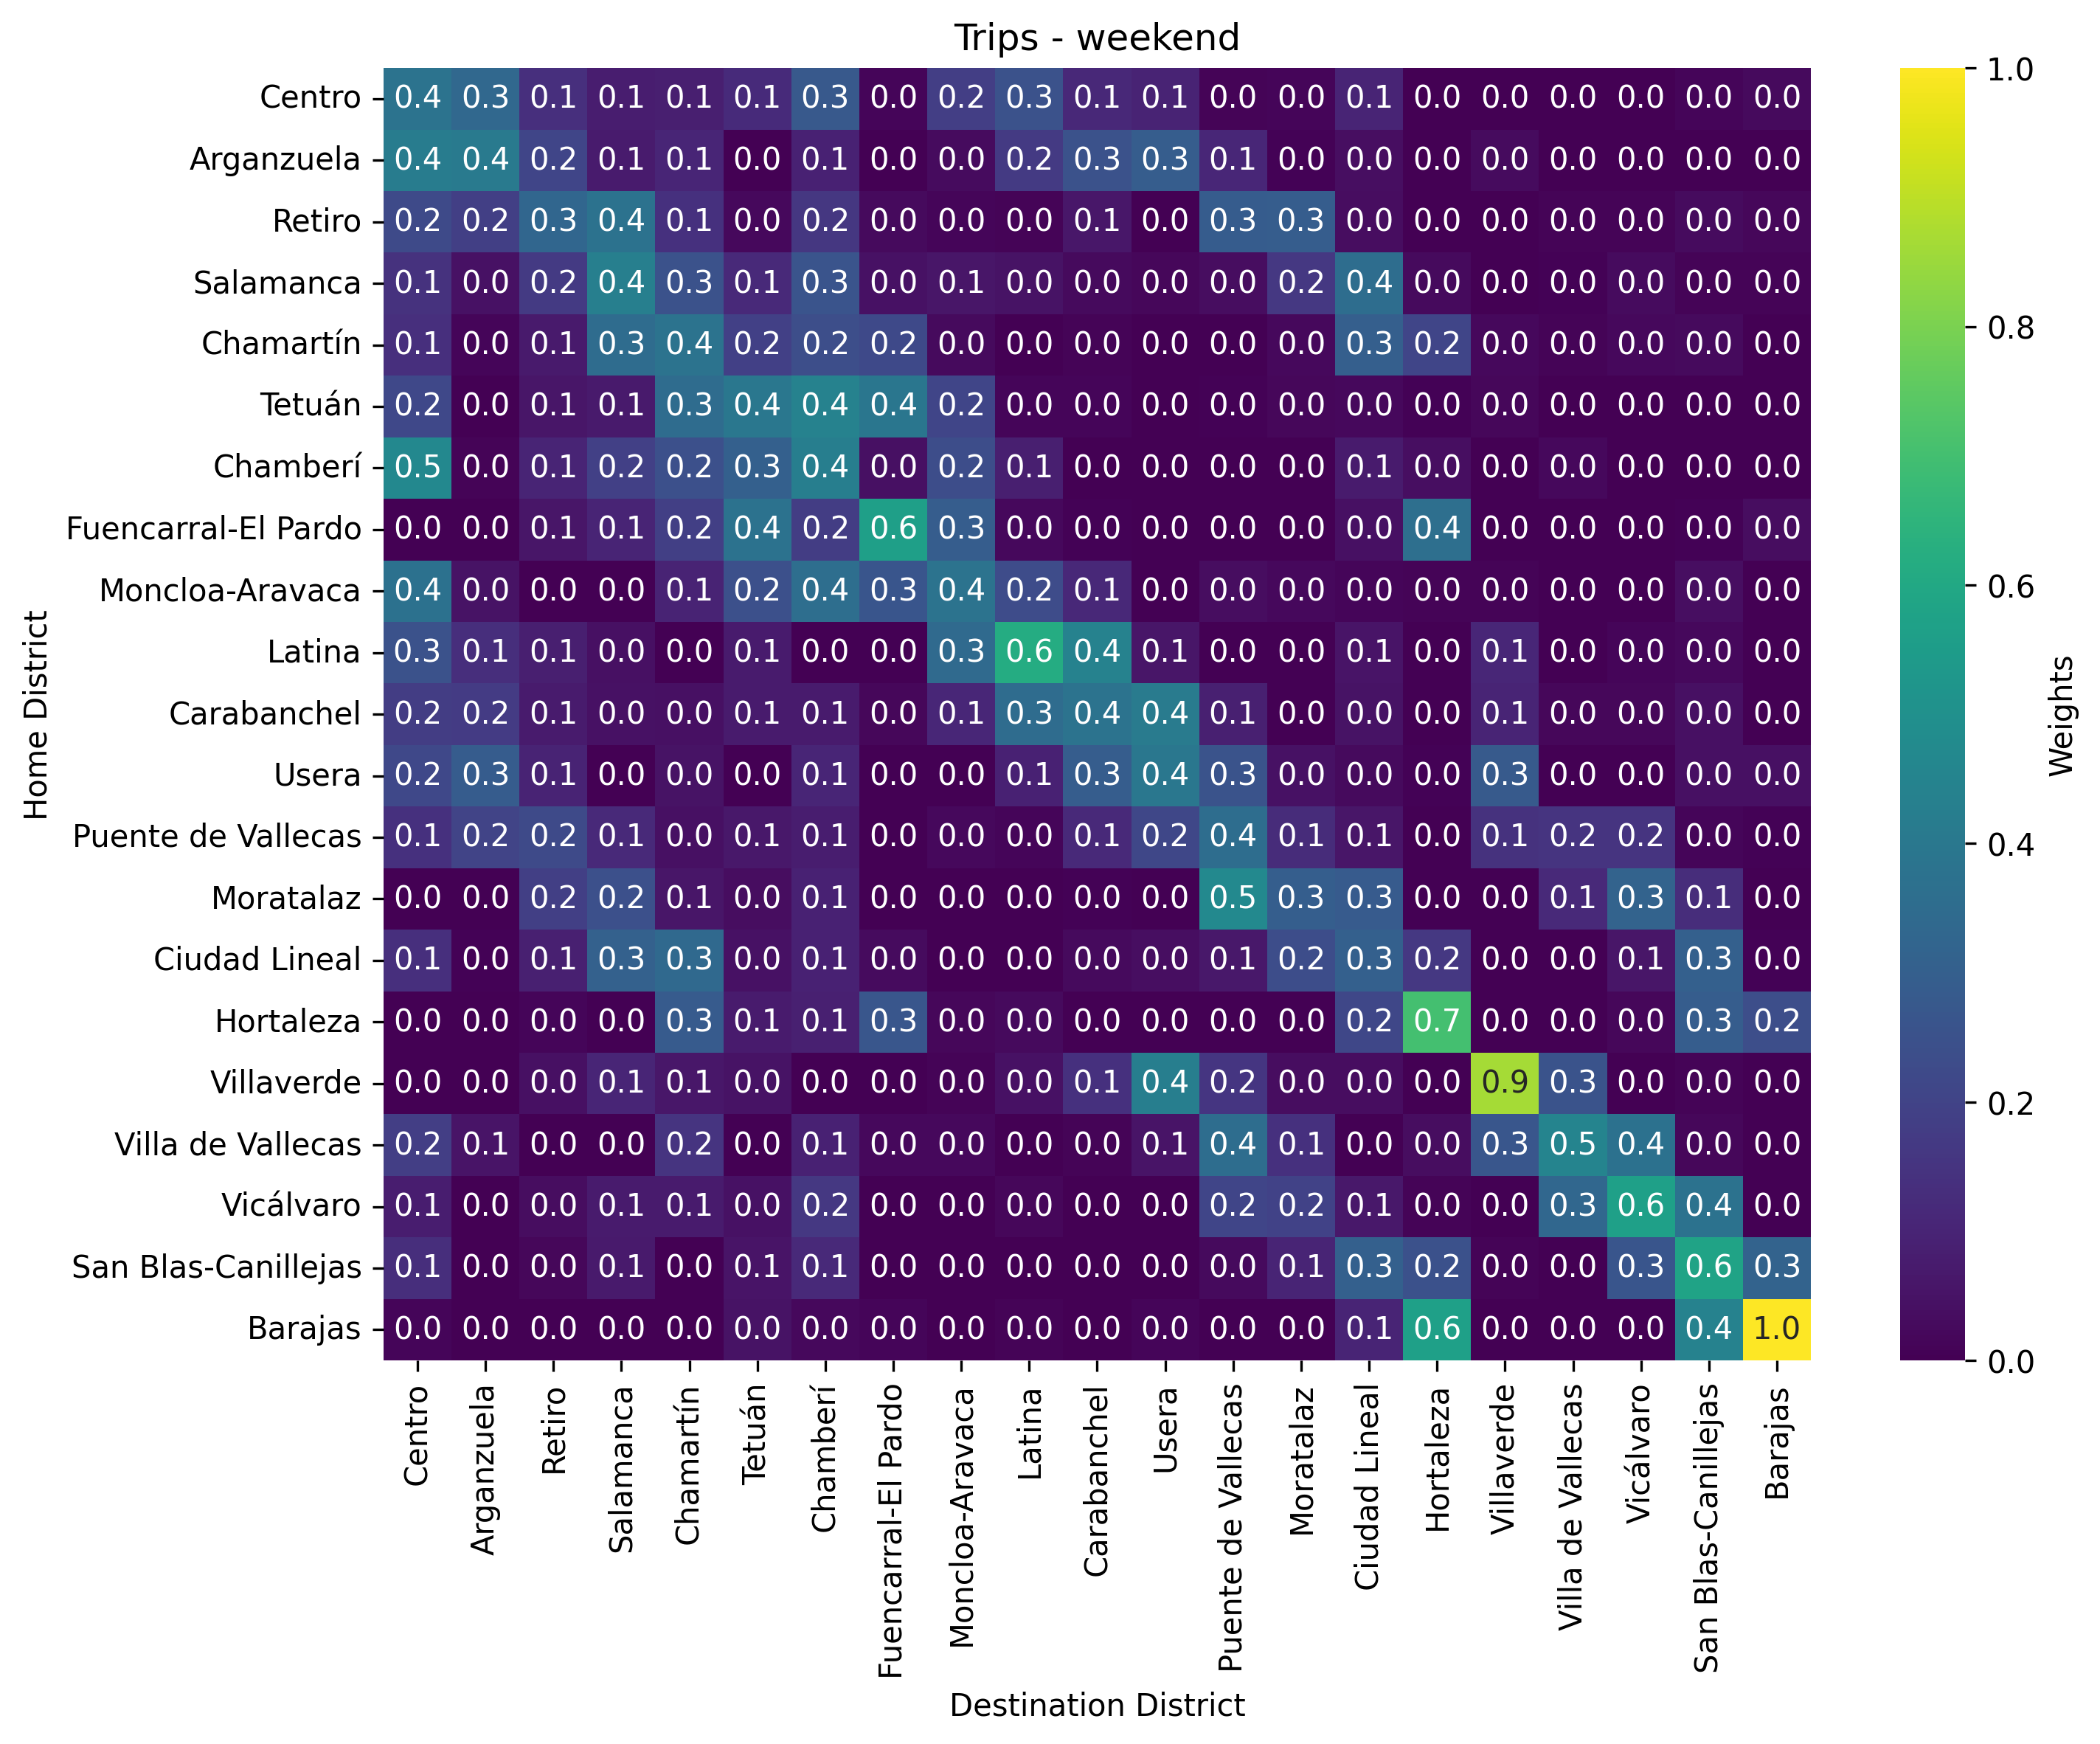 Trips - weekend
Centro 0.4 0.3 0.1 0.1 0.1 0.1 0.3 0.0 0.2 0.3 0.1 0.1 0.0 0.0 0.1 0.0 0.0 0.0 0.0 0.0 0.0
Arganzuela 0.4 0.4 0.2 0.1 0.1 0.0 0.1 0.0 0.0 0.2 0.3 0.3 0.1 0.0 0.0 0.0 0.0 0.0 0.0 0.0 0.0
Retiro 0.2 0.2 0.3 0.4 0.1 0.0 0.2 0.0 0.0 0.0 0.1 0.0 0.3 0.3 0.0 0.0 0.0 0.0 0.0 0.0 0.0
Salamanca 0.1 0.0 0.2 0.4 0.3 0.1 0.3 0.0 0.1 0.0 0.0 0.0 0.0 0.2 0.4 0.0 0.0 0.0 0.0 0.0 0.0
Chamartín 0.1 0.0 0.1 0.3 0.4 0.2 0.2 0.2 0.0 0.0 0.0 0.0 0.0 0.0 0.3 0.2 0.0 0.0 0.0 0.0 0.0
Tetuán 0.2 0.0 0.1 0.1 0.3 0.4 0.4 0.4 0.2 0.0 0.0 0.0 0.0 0.0 0.0 0.0 0.0 0.0 0.0 0.0 0.0
Chamberí 0.5 0.0 0.1 0.2 0.2 0.3 0.4 0.0 0.2 0.1 0.0 0.0 0.0 0.0 0.1 0.0 0.0 0.0 0.0 0.0 0.0
Fuencarral-El Pardo 0.0 0.0 0.1 0.1 0.2 0.4 0.2 0.6 0.3 0.0 0.0 0.0 0.0 0.0 0.0 0.4 0.0 0.0 0.0 0.0 0.0
Moncloa-Aravaca 0.4 0.0 0.0 0.0 0.1 0.2 0.4 0.3 0.4 0.2 0.1 0.0 0.0 0.0 0.0 0.0 0.0 0.0 0.0 0.0 0.0
Latina 0.3 0.1 0.1 0.0 0.0 0.1 0.0 0.0 0.3 0.6 0.4 0.1 0.0 0.0 0.1 0.0 0.1 0.0 0.0 0.0 0.0
Carabanchel 0.2 0.2 0.1 0.0 0.0 0.1 0.1 0.0 0.1 0.3 0.4 0.4 0.1 0.0 0.0 0.0 0.1 0.0 0.0 0.0 0.0
Usera 0.2 0.3 0.1 0.0 0.0 0.0 0.1 0.0 0.0 0.1 0.3 0.4 0.3 0.0 0.0 0.0 0.3 0.0 0.0 0.0 0.0
Puente de Vallecas 0.1 0.2 0.2 0.1 0.0 0.1 0.1 0.0 0.0 0.0 0.1 0.2 0.4 0.1 0.1 0.0 0.1 0.2 0.2 0.0 0.0
Moratalaz 0.0 0.0 0.2 0.2 0.1 0.0 0.1 0.0 0.0 0.0 0.0 0.0 0.5 0.3 0.3 0.0 0.0 0.1 0.3 0.1 0.0
Ciudad Lineal 0.1 0.0 0.1 0.3 0.3 0.0 0.1 0.0 0.0 0.0 0.0 0.0 0.1 0.2 0.3 0.2 0.0 0.0 0.1 0.3 0.0
Hortaleza 0.0 0.0 0.0 0.0 0.3 0.1 0.1 0.3 0.0 0.0 0.0 0.0 0.0 0.0 0.2 0.7 0.0 0.0 0.0 0.3 0.2
Villaverde 0.0 0.0 0.0 0.1 0.1 0.0 0.0 0.0 0.0 0.0 0.1 0.4 0.2 0.0 0.0 0.0 0.9 0.3 0.0 0.0 0.0
Villa de Vallecas 0.2 0.1 0.0 0.0 0.2 0.0 0.1 0.0 0.0 0.0 0.0 0.1 0.4 0.1 0.0 0.0 0.3 0.5 0.4 0.0 0.0
Vicálvaro 0.1 0.0 0.0 0.1 0.1 0.0 0.2 0.0 0.0 0.0 0.0 0.0 0.2 0.2 0.1 0.0 0.0 0.3 0.6 0.4 0.0
San Blas-Canillejas 0.1 0.0 0.0 0.1 0.0 0.1 0.1 0.0 0.0 0.0 0.0 0.0 0.0 0.1 0.3 0.2 0.0 0.0 0.3 0.6 0.3
Barajas 0.0 0.0 0.0 0.0 0.0 0.0 0.0 0.0 0.0 0.0 0.0 0.0 0.0 0.0 0.1 0.6 0.0 0.0 0.0 0.4 1.0
Home District
Centro
Arganzuela
Retiro
Salamanca
Chamartín
Tetuán
Chamberí
Fuencarral-El Pardo
Moncloa-Aravaca
Latina
Carabanchel
Usera
Puente de Vallecas
Moratalaz
Ciudad Lineal
Hortaleza
Villaverde
Villa de Vallecas
Vicálvaro
San Blas-Canillejas
Barajas
Destination District
1.0
0.8
0.6
0.4
0.2
0.0
Weights